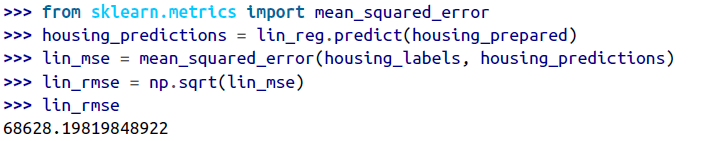 >>> from sklearn.metrics import mean_squared_error
>>> housing_predictions = lin_reg.predict(housing_prepared)
>>> lin_mse = mean_squared_error(housing_labels, housing_predictions)
>>> lin_rmse = np.sqrt(lin_mse)
>>> lin_rmse
68628.19819848922